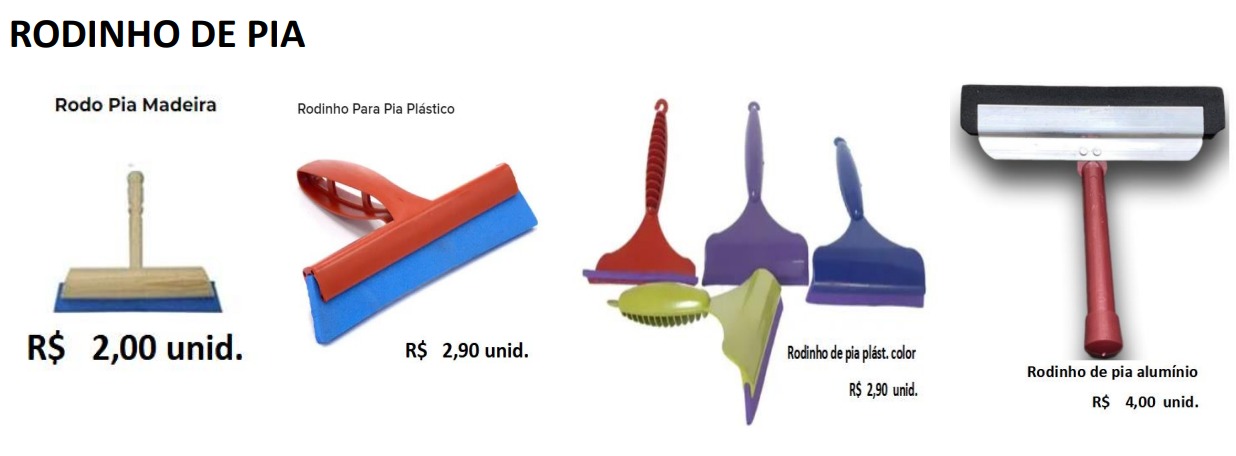 RODINHO DE PIA
Rodo Pia Madeira
R$ 2,00 unid.
Rodinho Para Pia Plástico
R$ 2,90 unid.
Rodinho de pia plást. color
R$ 2,90 unid.
Rodinho de pia alumínio
R$ 4,00 unid.